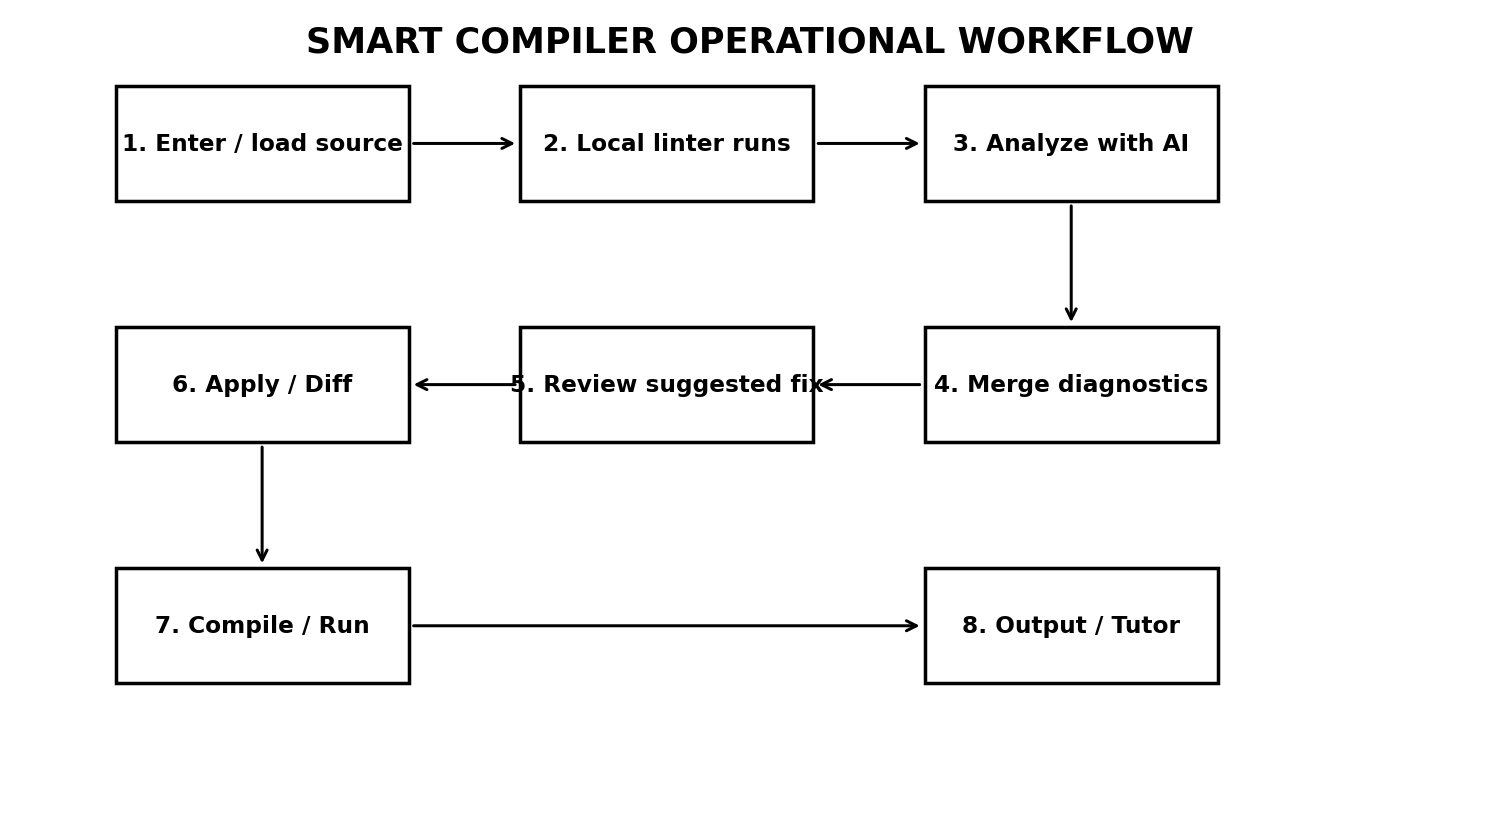 SMART COMPILER OPERATIONAL WORKFLOW
1. Enter / load source
2. Local linter runs
3. Analyze with AI
4. Merge diagnostics
5. Review suggested fix
6. Apply / Diff
7. Compile / Run
8. Output / Tutor